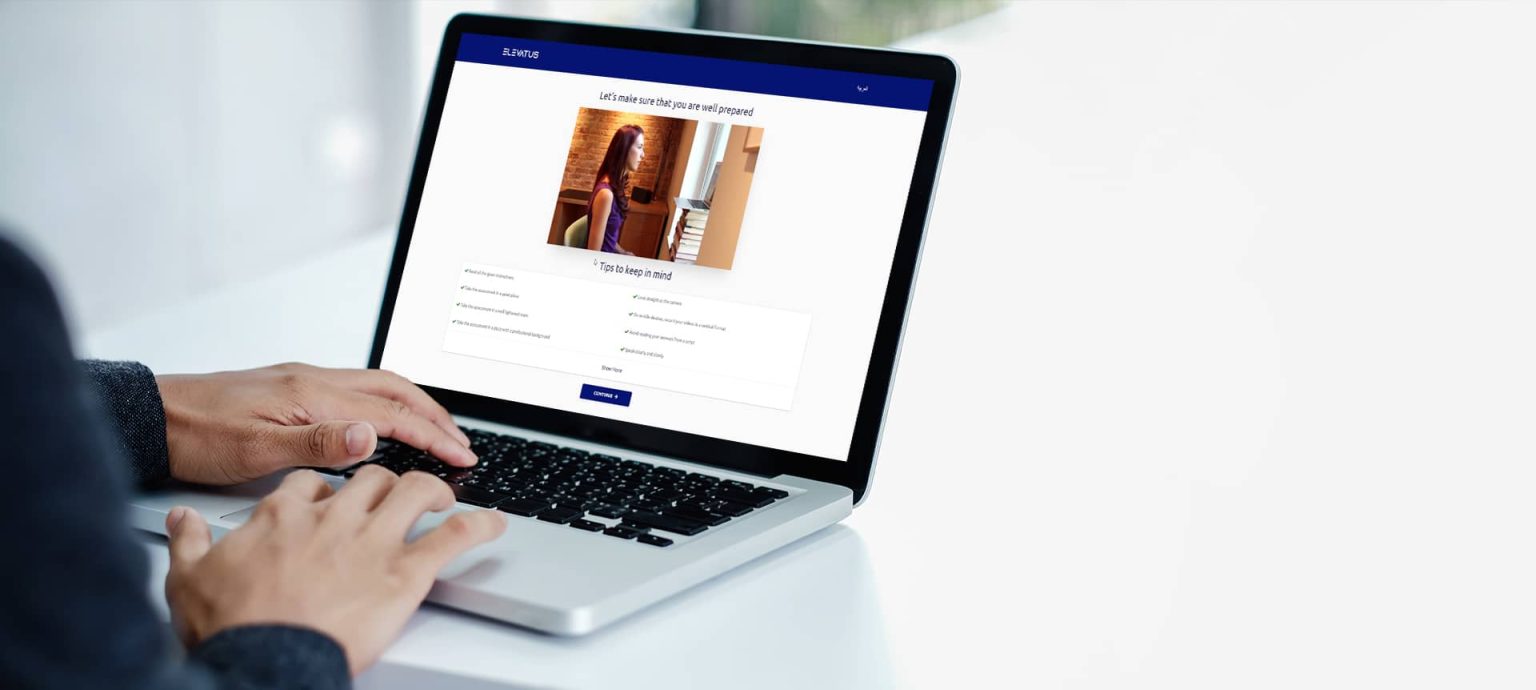 ELEVATUS
العربية
Let's make sure that you are well prepared
Tips to keep in mind
Read all the given instructions
Take the assessment in a quiet place
Take the assessment in a well lightened room
Take the assessment in a place with a professional background
Look straight at the camera
On mobile devices, record your videos in a vertical format
Avoid reading your answers from a script
Speak clearly and slowly
Show More
CONTINUE